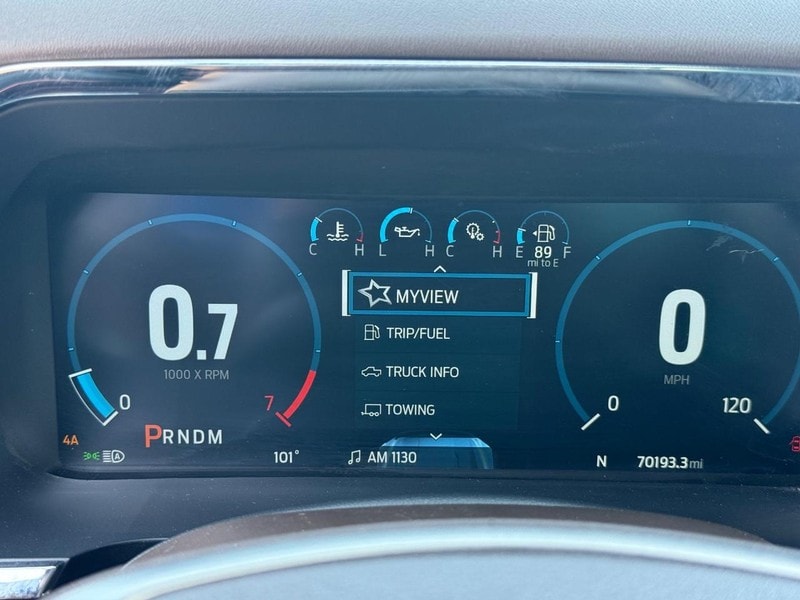 C H L H C H E F
89
mi to E
MYVIEW
TRIP/FUEL
TRUCK INFO
TOWING
0.7
1000 X RPM
0 7
0
MPH
0 120
4A
PRNDM
A
101°
AM 1130
N 70193.3 mi